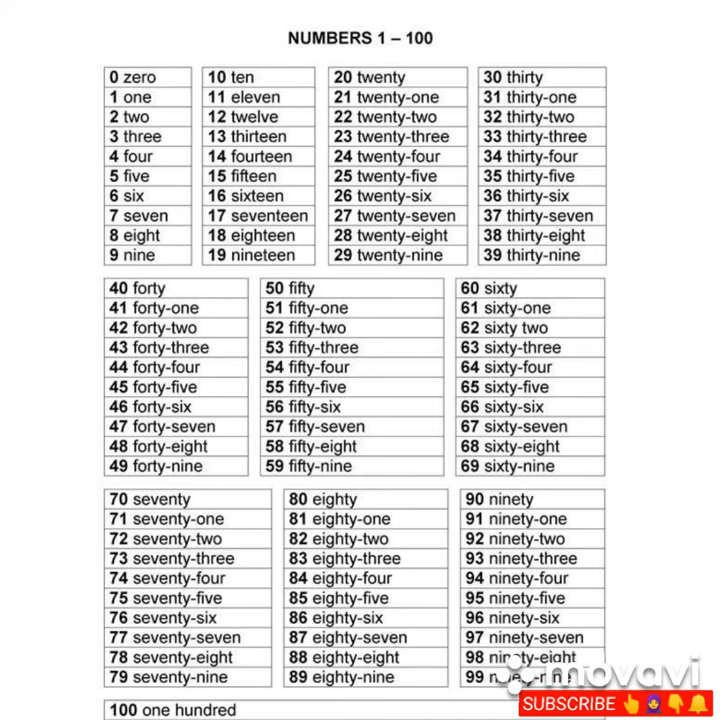 NUMBERS 1 – 100
0 zero
1 one
2 two
3 three
4 four
5 five
6 six
7 seven
8 eight
9 nine
10 ten
11 eleven
12 twelve
13 thirteen
14 fourteen
15 fifteen
16 sixteen
17 seventeen
18 eighteen
19 nineteen
20 twenty
21 twenty-one
22 twenty-two
23 twenty-three
24 twenty-four
25 twenty-five
26 twenty-six
27 twenty-seven
28 twenty-eight
29 twenty-nine
30 thirty
31 thirty-one
32 thirty-two
33 thirty-three
34 thirty-four
35 thirty-five
36 thirty-six
37 thirty-seven
38 thirty-eight
39 thirty-nine
40 forty
41 forty-one
42 forty-two
43 forty-three
44 forty-four
45 forty-five
46 forty-six
47 forty-seven
48 forty-eight
49 forty-nine
50 fifty
51 fifty-one
52 fifty-two
53 fifty-three
54 fifty-four
55 fifty-five
56 fifty-six
57 fifty-seven
58 fifty-eight
59 fifty-nine
60 sixty
61 sixty-one
62 sixty two
63 sixty-three
64 sixty-four
65 sixty-five
66 sixty-six
67 sixty-seven
68 sixty-eight
69 sixty-nine
70 seventy
71 seventy-one
72 seventy-two
73 seventy-three
74 seventy-four
75 seventy-five
76 seventy-six
77 seventy-seven
78 seventy-eight
79 seventy-nine
80 eighty
81 eighty-one
82 eighty-two
83 eighty-three
84 eighty-four
85 eighty-five
86 eighty-six
87 eighty-seven
88 eighty-eight
89 eighty-nine
90 ninety
91 ninety-one
92 ninety-two
93 ninety-three
94 ninety-four
95 ninety-five
96 ninety-six
97 ninety-seven
98 ninety-eight
99 ninety-nine
100 one hundred
movavi
SUBSCRIBE 👆🙋‍♀️👇🔔